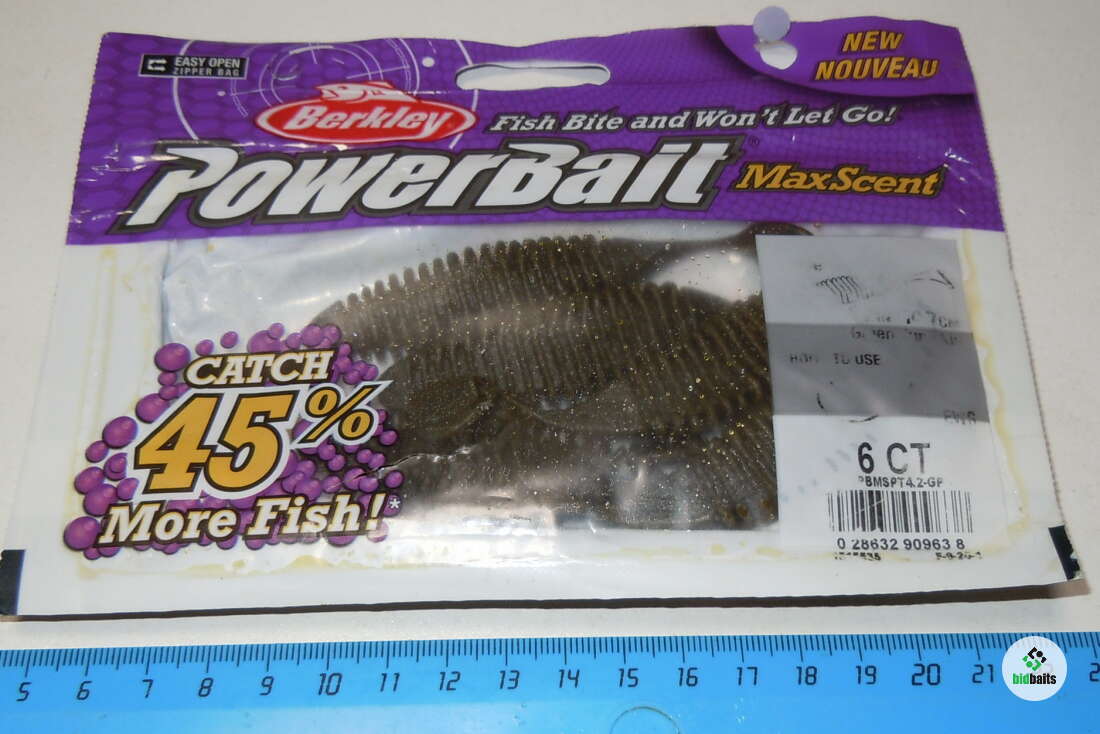 EASY OPEN
ZIPPER BAG
NEW
NOUVEAU
Berkley
Fish Bite and Won't Let Go!
PowerBait®
MaxScent
CATCH
45%
More Fish!*
TO USE
6 CT
PBMSPT4.2-GP
0 28632 90963 8
5 6 7 8 9 10 11 12 13 14 15 16 17 18 19 20 21
bidbaits